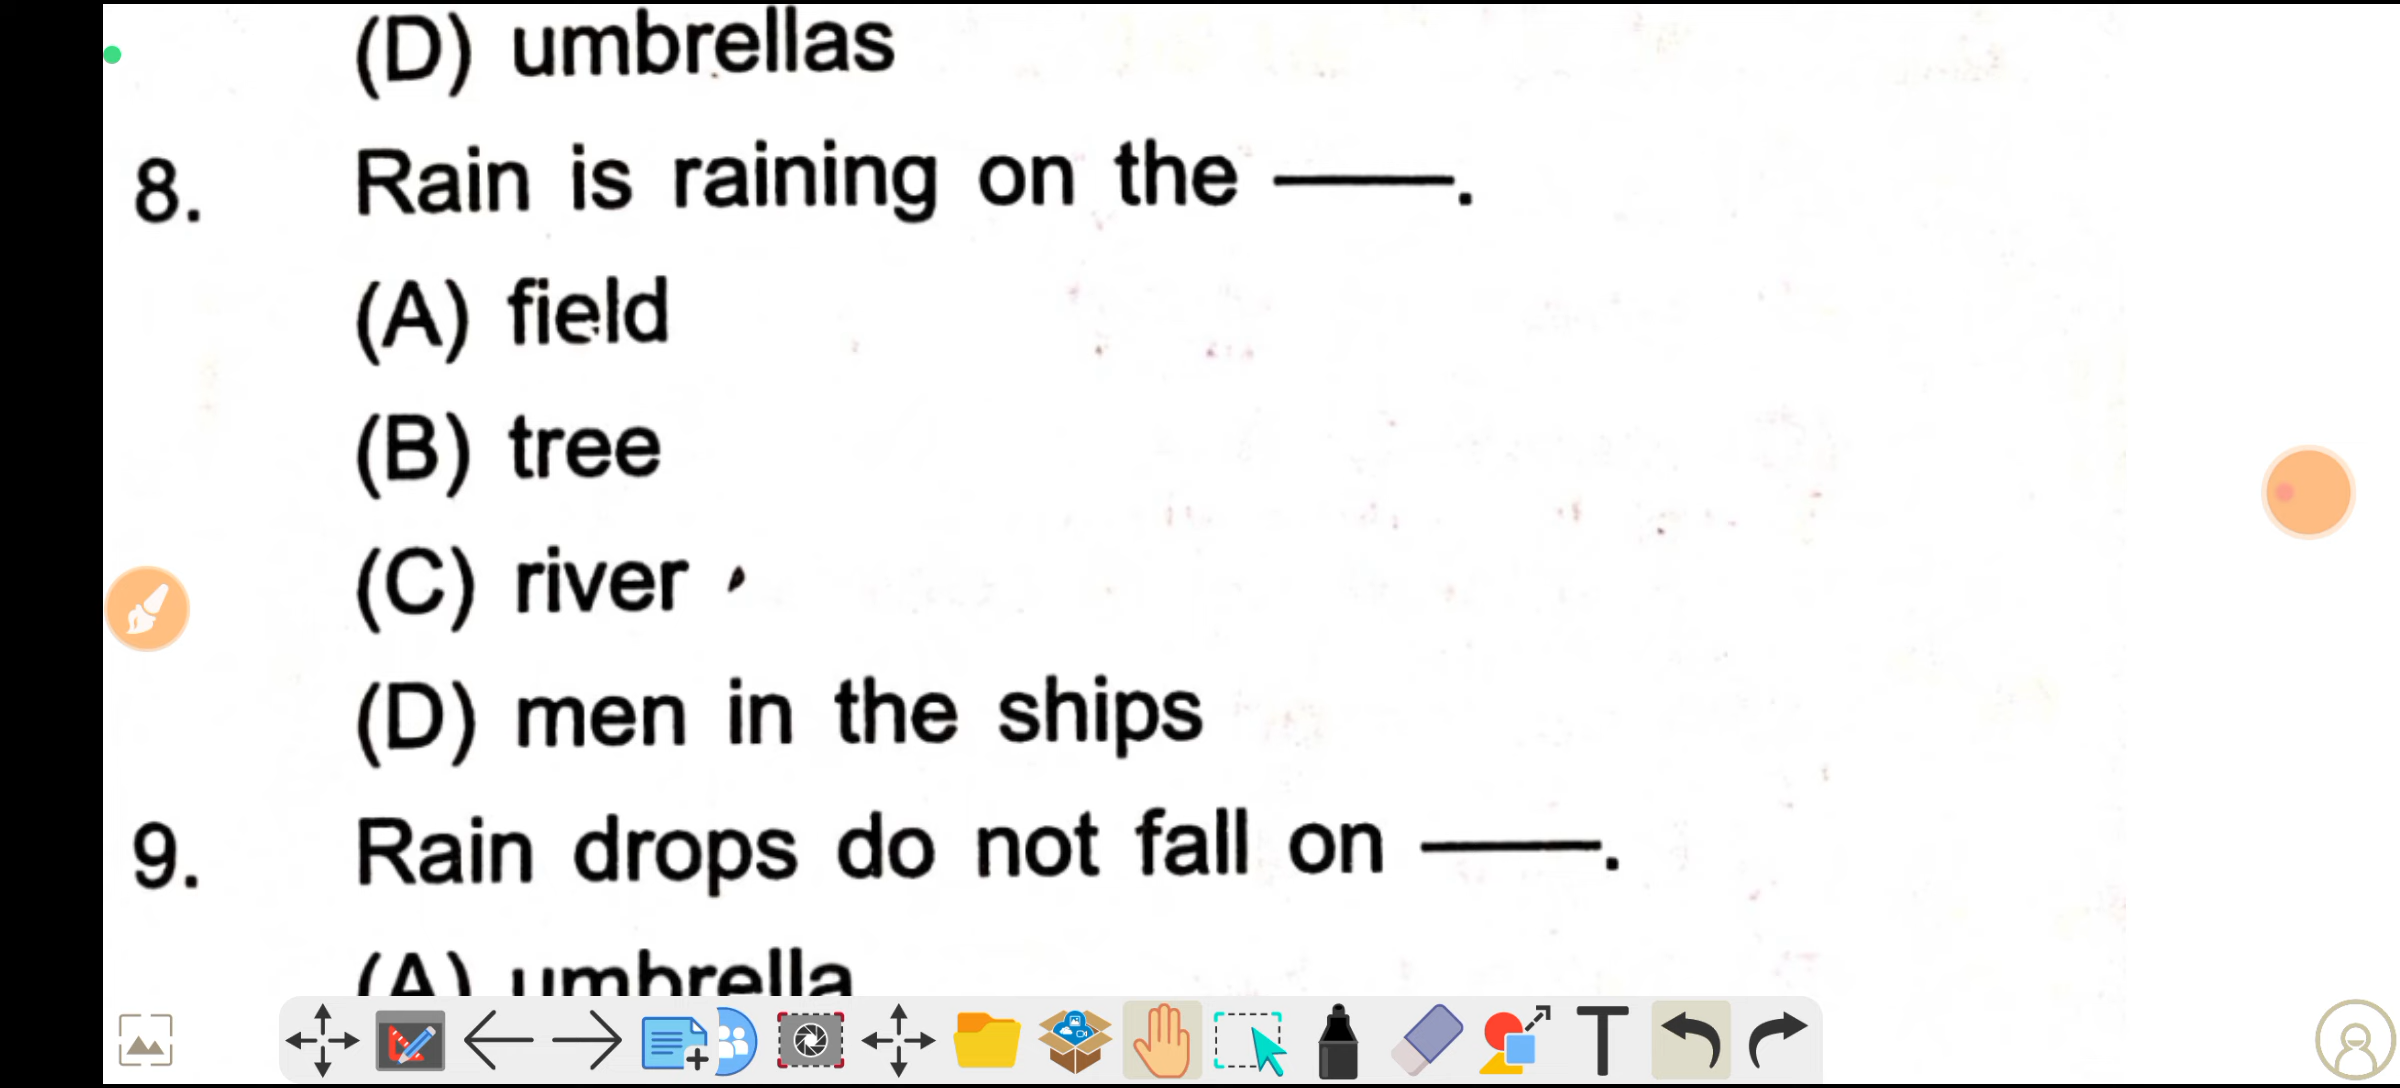 (D) umbrellas
8. Rain is raining on the ——.
(A) field
(B) tree
(C) river
(D) men in the ships
9. Rain drops do not fall on ——.
(A) umbrella